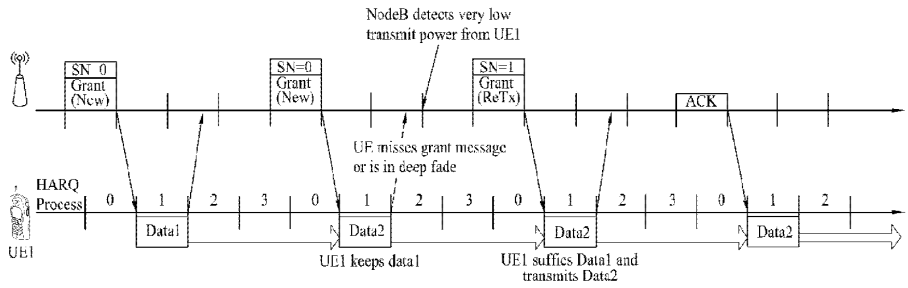 NodeB detects very low
transmit power from UE1
SN=0
Grant
(New)
SN=0
Grant
(New)
SN=1
Grant
(ReTx)
ACK
UE misses grant message
or is in deep fade
HARQ
Process
0 1 2 3 0 1 2 3 0 1 2 3 0 1 2
Data1
Data2
Data2
Data2
UE1
UE1 keeps data1
UE1 suffics Data1 and
transmits Data2